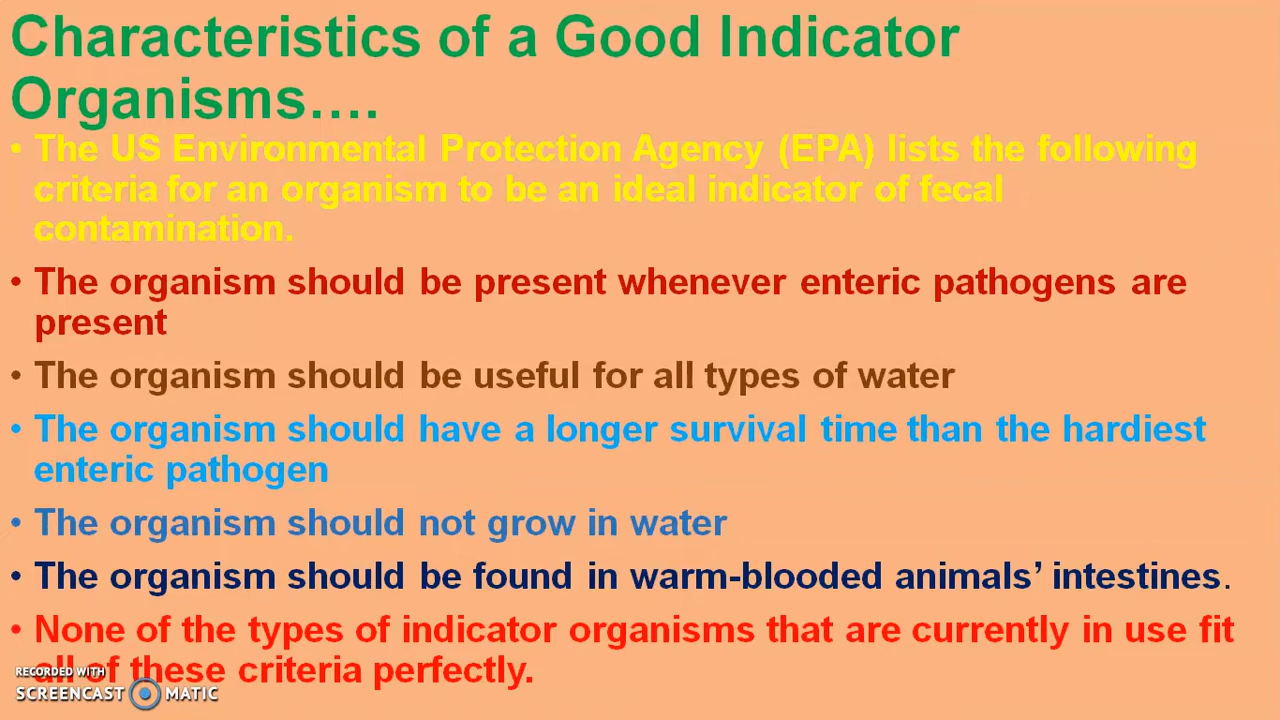 Characteristics of a Good Indicator
Organisms....
• The US Environmental Protection Agency (EPA) lists the following
criteria for an organism to be an ideal indicator of fecal
contamination.
• The organism should be present whenever enteric pathogens are
present
• The organism should be useful for all types of water
• The organism should have a longer survival time than the hardiest
enteric pathogen
• The organism should not grow in water
• The organism should be found in warm-blooded animals’ intestines.
• None of the types of indicator organisms that are currently in use fit
all of these criteria perfectly.
RECORDED WITH
SCREENCAST MATIC